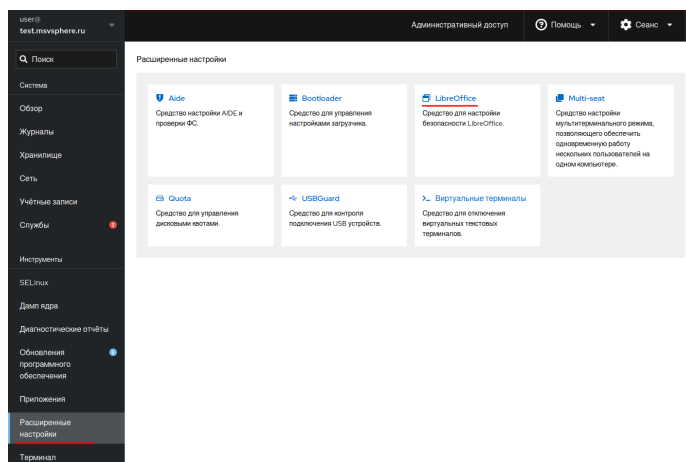 user@
test.msvsphere.ru
Административный доступ
Помощь
Сеанс
Поиск
Система
Обзор
Журналы
Хранилище
Сеть
Учётные записи
Службы
Инструменты
SELinux
Дамп ядра
Диагностические отчёты
Обновления
программного
обеспечения
Приложения
Расширенные
настройки
Терминал
Расширенные настройки
Aide
Средство настройки AIDE и
проверки ФС.
Bootloader
Средство для управления
настройками загрузчика.
LibreOffice
Средство для настройки
безопасности LibreOffice.
Multi-seat
Средство настройки
мультитерминального режима,
позволяющего обеспечить
одновременную работу
нескольких пользователей на
одном компьютере.
Quota
Средство для управления
дисковыми квотами.
USBGuard
Средство для контроля
подключения USB устройств.
Виртуальные терминалы
Средство для отключения
виртуальных текстовых
терминалов.